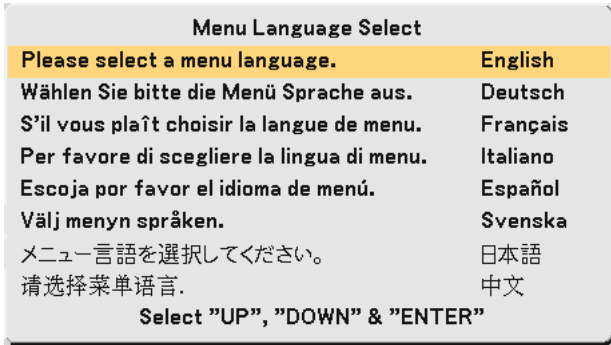 Menu Language Select
Please select a menu language. English
Wählen Sie bitte die Menü Sprache aus. Deutsch
S'il vous plaît choisir la langue de menu. Français
Per favore di scegliere la lingua di menu. Italiano
Escoja por favor el idioma de menú. Español
Välj menyn språken. Svenska
メニュー言語を選択してください。 日本語
请选择菜单语言. 中文
Select ”UP”, ”DOWN” & ”ENTER”